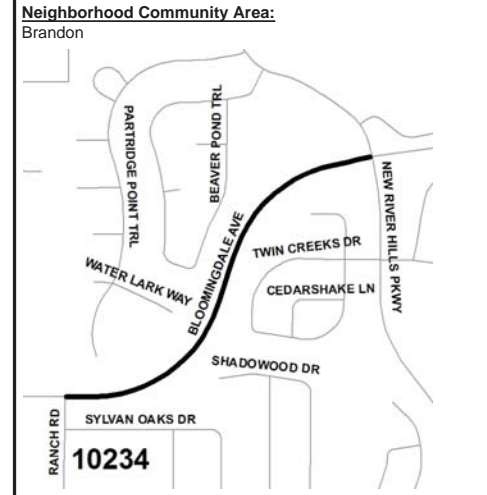 Neighborhood Community Area:
Brandon
PARTRIDGE POINT TRL
BEAVER POND TRL
NEW RIVER HILLS PKWY
BLOOMINGDALE AVE
TWIN CREEKS DR
WATER LARK WAY
CEDARSHAKE LN
SHADOWOOD DR
RANCH RD
SYLVAN OAKS DR
10234